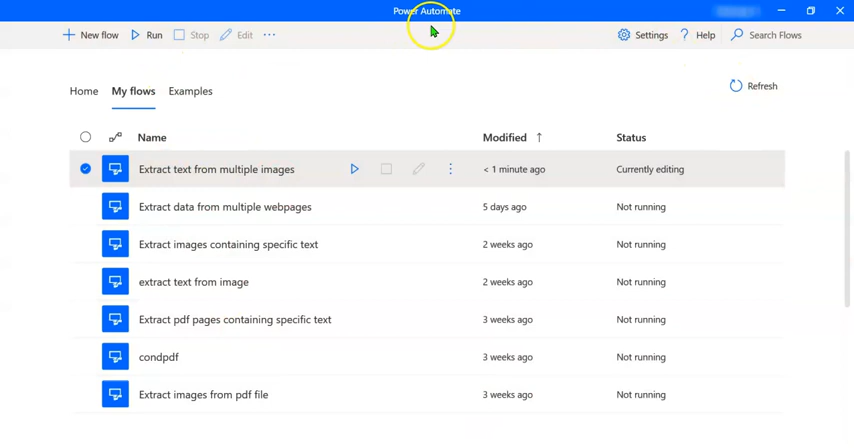 Power Automate
New flow Run Stop Edit ... Settings Help Search Flows
Home My flows Examples Refresh
Name Modified ↑ Status
Extract text from multiple images < 1 minute ago Currently editing
Extract data from multiple webpages 5 days ago Not running
Extract images containing specific text 2 weeks ago Not running
extract text from image 2 weeks ago Not running
Extract pdf pages containing specific text 3 weeks ago Not running
condpdf 3 weeks ago Not running
Extract images from pdf file 3 weeks ago Not running